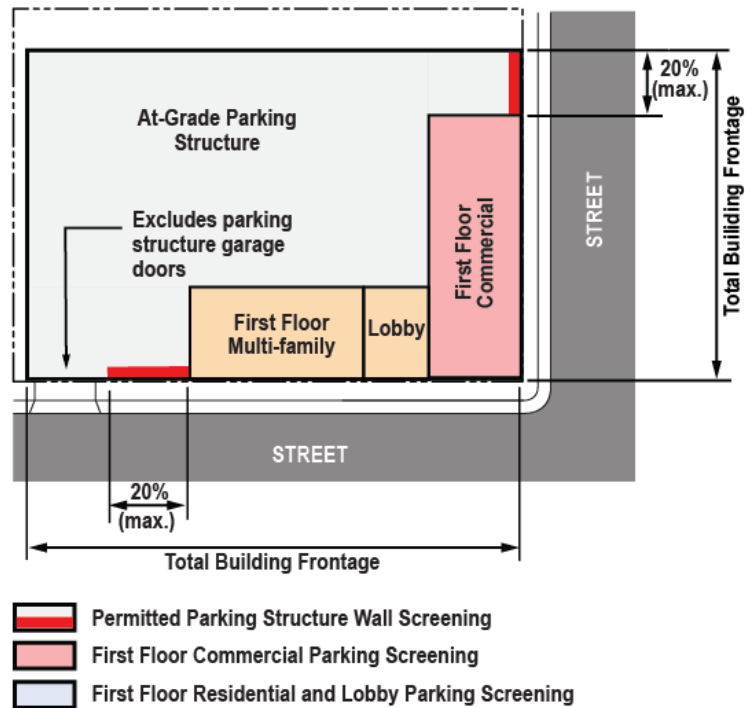 20%
(max.)
At-Grade Parking
Structure
Excludes parking
structure garage
doors
First Floor
Commercial
STREET
Total Builiding Frontage
First Floor
Multi-family
Lobby
STREET
20%
(max.)
Total Building Frontage
Permitted Parking Structure Wall Screening
First Floor Commercial Parking Screening
First Floor Residential and Lobby Parking Screening